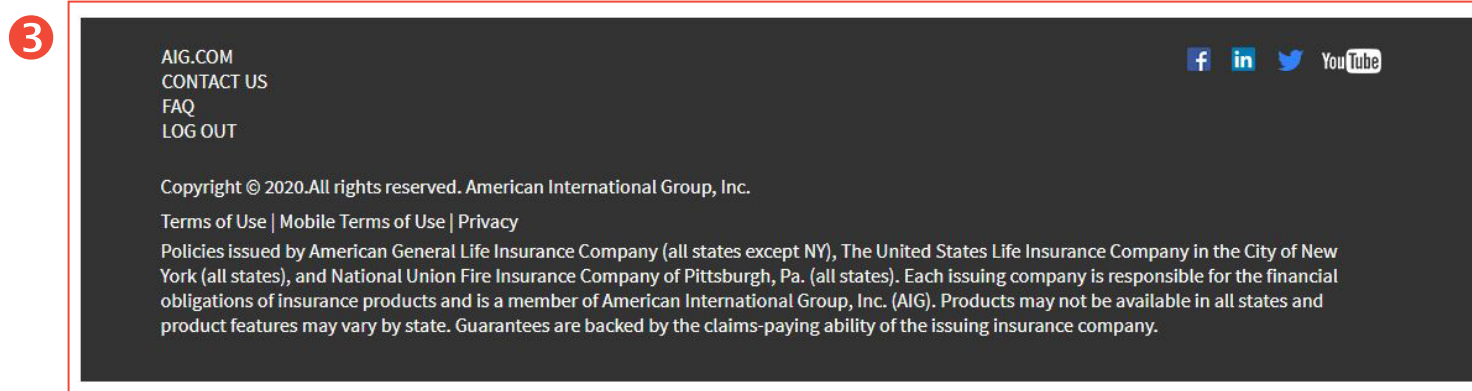 3
AIG.COM
CONTACT US
FAQ
LOG OUT
f in You Tube
Copyright © 2020.All rights reserved. American International Group, Inc.
Terms of Use | Mobile Terms of Use | Privacy
Policies issued by American General Life Insurance Company (all states except NY), The United States Life Insurance Company in the City of New
York (all states), and National Union Fire Insurance Company of Pittsburgh, Pa. (all states). Each issuing company is responsible for the financial
obligations of insurance products and is a member of American International Group, Inc. (AIG). Products may not be available in all states and
product features may vary by state. Guarantees are backed by the claims-paying ability of the issuing insurance company.